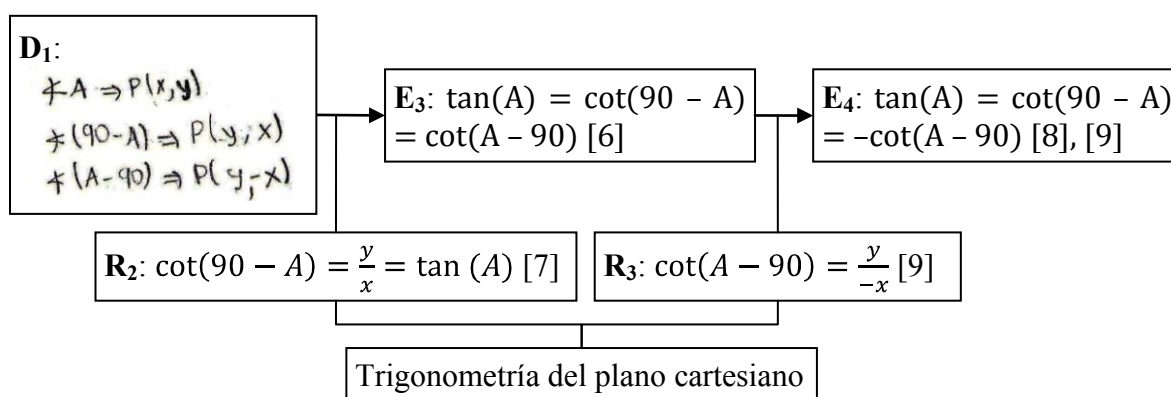 D₁:
∡A ⇒ P(x,y)
∡(90-A) ⇒ P(y,x)
∡(A-90) ⇒ P(y,-x)
E₃: tan(A) = cot(90 – A)
= cot(A – 90) [6]
E₄: tan(A) = cot(90 – A)
= –cot(A – 90) [8], [9]
R₂: cot(90 − A) = y/x = tan (A) [7]
R₃: cot(A − 90) = y/−x [9]
Trigonometría del plano cartesiano